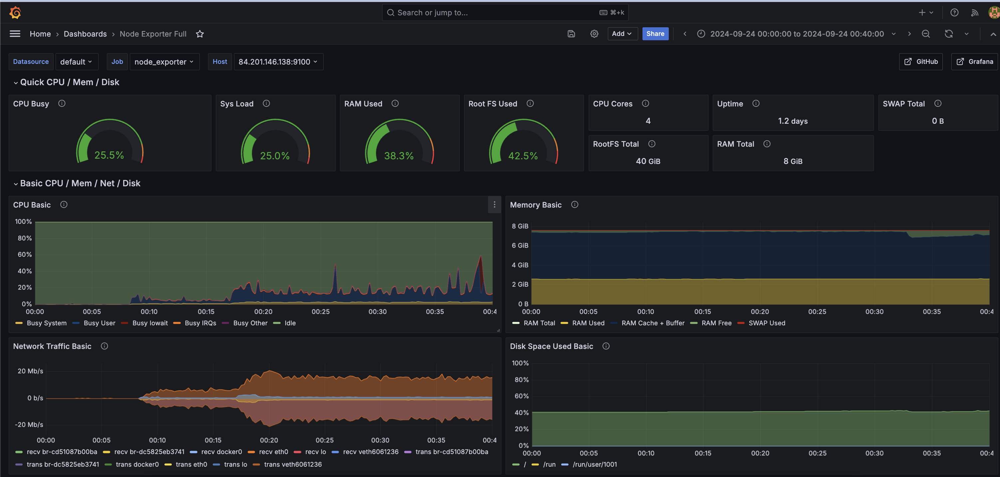 Search or jump to... ⌘+k
Home › Dashboards › Node Exporter Full Add Share 2024-09-24 00:00:00 to 2024-09-24 00:40:00
Datasource default Job node_exporter Host 84.201.146.138:9100 GitHub Grafana
Quick CPU / Mem / Disk
CPU Busy Sys Load RAM Used Root FS Used CPU Cores Uptime SWAP Total
4 1.2 days 0 B
RootFS Total RAM Total
25.5% 25.0% 38.3% 42.5% 40 GiB 8 GiB
Basic CPU / Mem / Net / Disk
CPU Basic
100%
80%
60%
40%
20%
0%
00:00 00:05 00:10 00:15 00:20 00:25 00:30 00:35 00:4
Busy System Busy User Busy Iowait Busy IRQs Busy Other Idle
Memory Basic
8 GiB
6 GiB
4 GiB
2 GiB
0 B
00:00 00:05 00:10 00:15 00:20 00:25 00:30 00:35 00:4
RAM Total RAM Used RAM Cache + Buffer RAM Free SWAP Used
Network Traffic Basic
20 Mb/s
0 b/s
-20 Mb/s
00:00 00:05 00:10 00:15 00:20 00:25 00:30 00:35 00:4
recv br-cd51087b00ba recv br-dc5825eb3741 recv docker0 recv eth0 recv lo recv veth6061236 trans br-cd51087b00ba
trans br-dc5825eb3741 trans docker0 trans eth0 trans lo trans veth6061236
Disk Space Used Basic
100%
80%
60%
40%
20%
0%
00:00 00:05 00:10 00:15 00:20 00:25 00:30 00:35 00:4
/ /run /run/user/1001